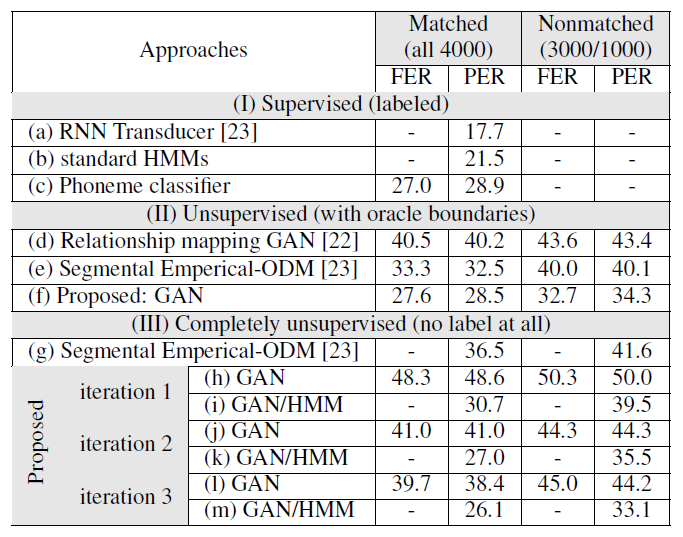 Approaches Matched (all 4000) Nonmatched (3000/1000)
FER PER FER PER
(I) Supervised (labeled)
(a) RNN Transducer [23] - 17.7 - -
(b) standard HMMs - 21.5 - -
(c) Phoneme classifier 27.0 28.9 - -
(II) Unsupervised (with oracle boundaries)
(d) Relationship mapping GAN [22] 40.5 40.2 43.6 43.4
(e) Segmental Emperical-ODM [23] 33.3 32.5 40.0 40.1
(f) Proposed: GAN 27.6 28.5 32.7 34.3
(III) Completely unsupervised (no label at all)
(g) Segmental Emperical-ODM [23] - 36.5 - 41.6
Proposed
iteration 1 (h) GAN 48.3 48.6 50.3 50.0
(i) GAN/HMM - 30.7 - 39.5
iteration 2 (j) GAN 41.0 41.0 44.3 44.3
(k) GAN/HMM - 27.0 - 35.5
iteration 3 (l) GAN 39.7 38.4 45.0 44.2
(m) GAN/HMM - 26.1 - 33.1